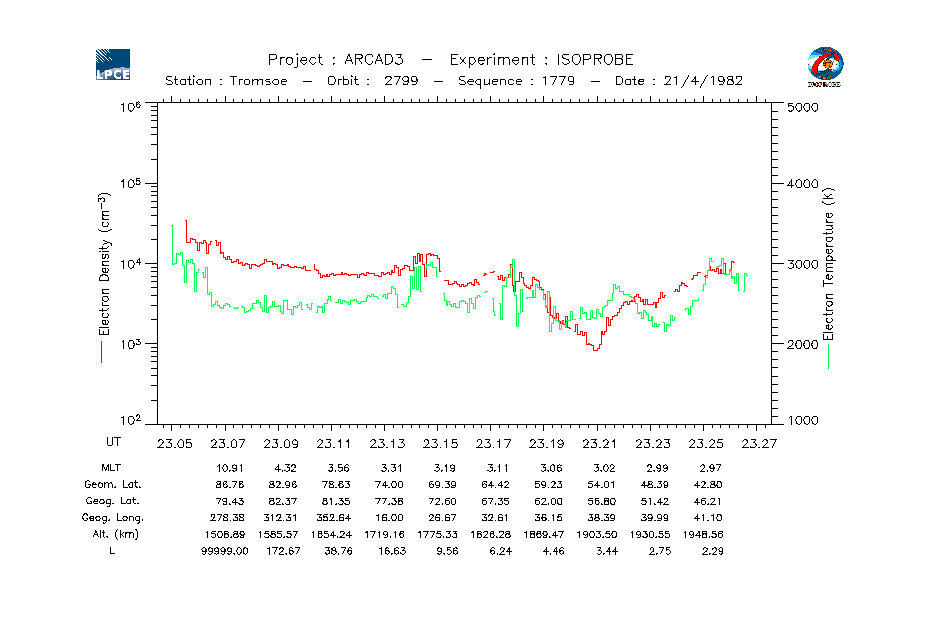 LPCE
Project : ARCAD3 — Experiment : ISOPROBE
Station : Tromsoe — Orbit : 2799 — Sequence : 1779 — Date : 21/4/1982
ISOPROBE
10⁶
10⁵
10⁴
10³
10²
Electron Density (cm⁻³)
5000
4000
3000
2000
1000
Electron Temperature (K)
UT 23.05 23.07 23.09 23.11 23.13 23.15 23.17 23.19 23.21 23.23 23.25 23.27
MLT 10.91 4.32 3.56 3.31 3.19 3.11 3.06 3.02 2.99 2.97
Geom. Lat. 86.76 82.96 78.63 74.00 69.39 64.42 59.23 54.01 48.39 42.80
Geog. Lat. 79.43 82.37 81.35 77.38 72.60 67.35 62.00 56.80 51.42 46.21
Geog. Long. 278.38 312.31 352.64 16.00 26.67 32.61 36.15 38.39 39.99 41.10
Alt. (km) 1508.89 1585.57 1654.24 1719.16 1775.33 1826.28 1869.47 1903.50 1930.55 1948.56
L 99999.00 172.67 38.76 16.63 9.56 6.24 4.46 3.44 2.75 2.29